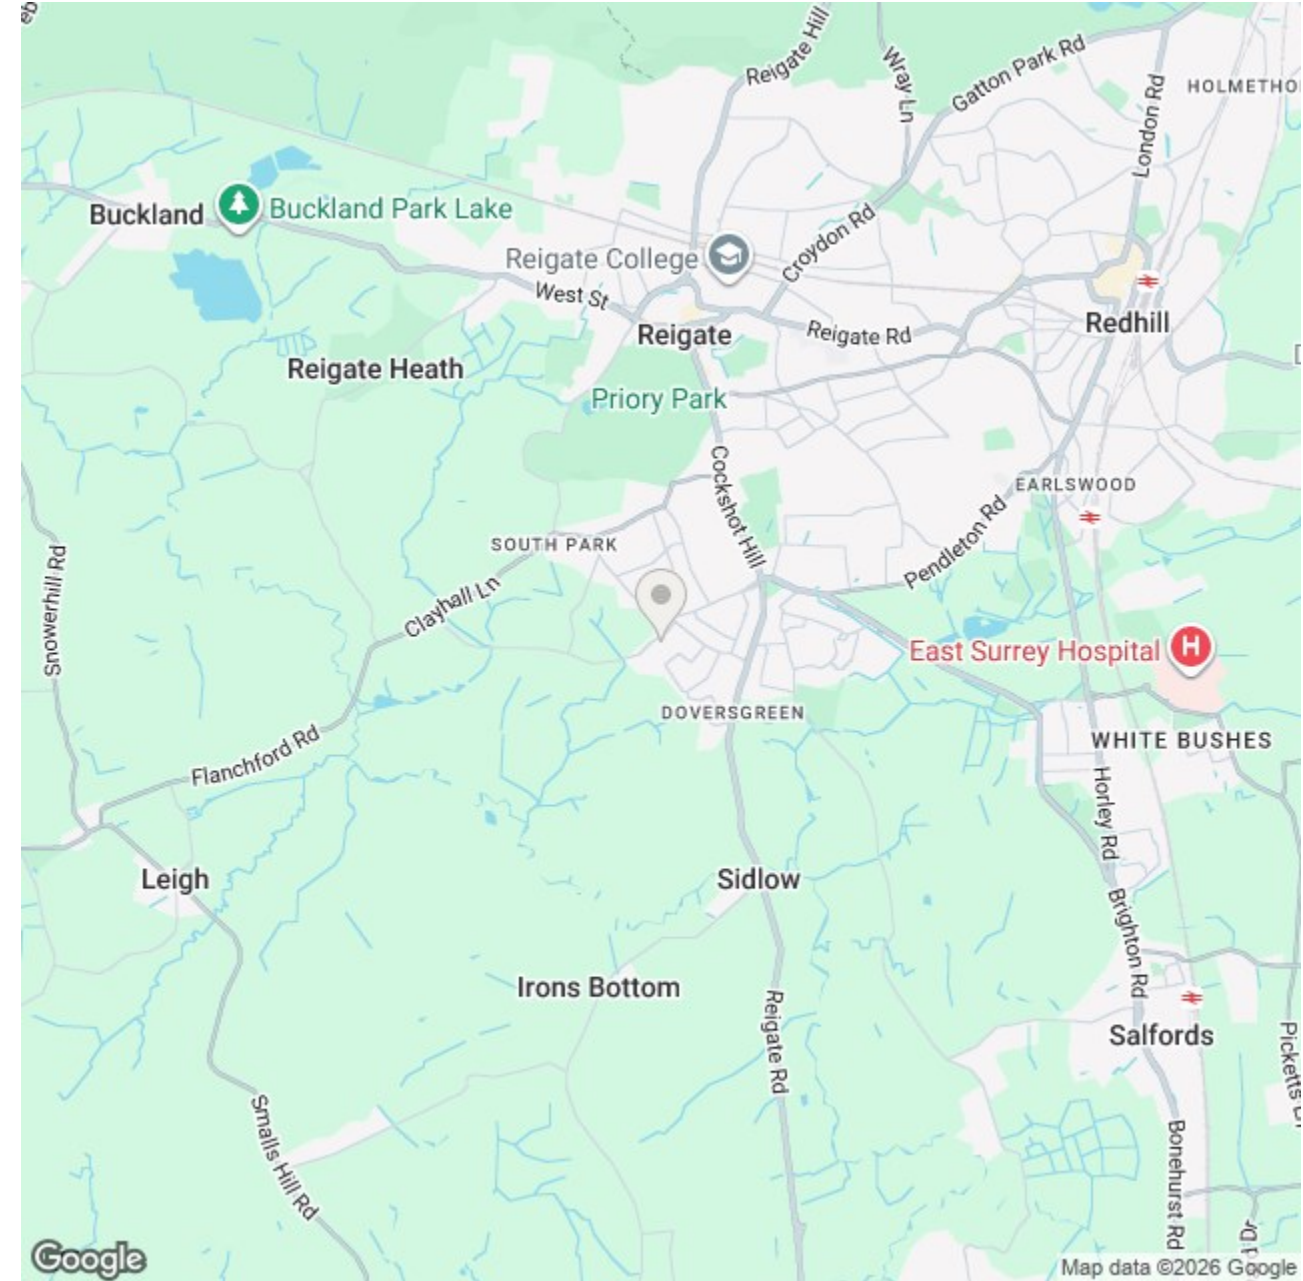 Reigate Hill
Wray Ln
Gatton Park Rd
London Rd
Buckland
Buckland Park Lake
Reigate College
Croydon Rd
West St
Reigate
Reigate Rd
Redhill
Reigate Heath
Priory Park
Cockshot Hill
EARLSWOOD
Pendleton Rd
SOUTH PARK
Clayhall Ln
Snowerhill Rd
East Surrey Hospital
H
DOVERSGREEN
WHITE BUSHES
Flanchford Rd
Horley Rd
Leigh
Sidlow
Brighton Rd
Irons Bottom
Reigate Rd
Salfords
Smalls Hill Rd
Bonehurst Rd
Google
Map data ©2026 Google